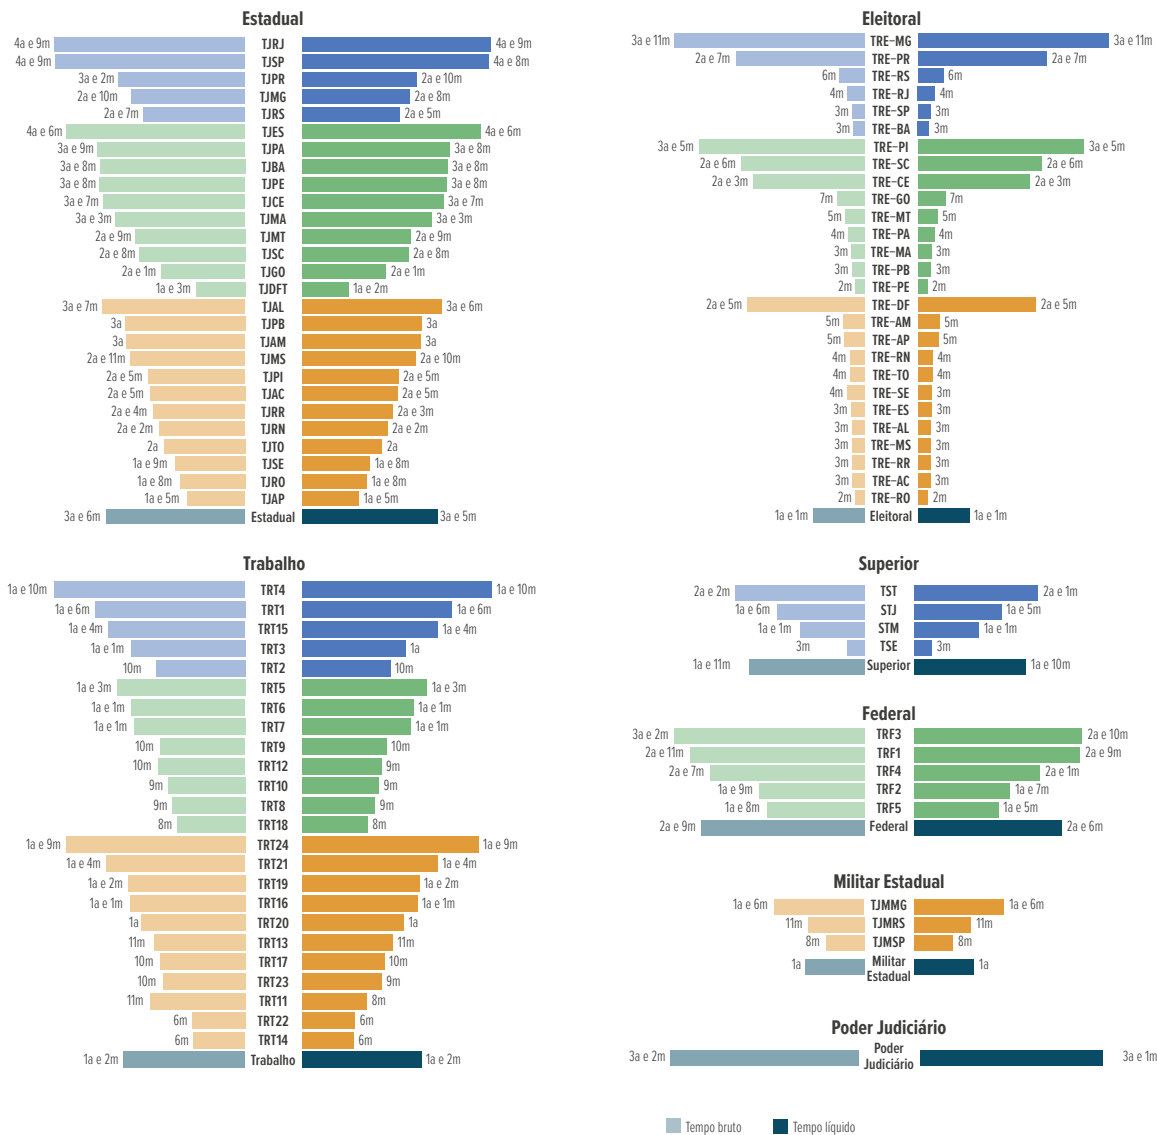 Estadual
4a e 9m TJRJ 4a e 9m
4a e 9m TJSP 4a e 8m
3a e 2m TJPR 2a e 10m
2a e 10m TJMG 2a e 8m
2a e 7m TJRS 2a e 5m
4a e 6m TJES 4a e 6m
3a e 9m TJPA 3a e 8m
3a e 8m TJBA 3a e 8m
3a e 8m TJPE 3a e 8m
3a e 7m TJCE 3a e 7m
3a e 3m TJMA 3a e 3m
2a e 9m TJMT 2a e 9m
2a e 8m TJSC 2a e 8m
2a e 1m TJGO 2a e 1m
1a e 3m TJDFT 1a e 2m
3a e 7m TJAL 3a e 6m
3a TJPB 3a
3a TJAM 3a
2a e 11m TJMS 2a e 10m
2a e 5m TJPI 2a e 5m
2a e 5m TJAC 2a e 5m
2a e 4m TJRR 2a e 3m
2a e 2m TJRN 2a e 2m
2a TJTO 2a
1a e 9m TJSE 1a e 8m
1a e 8m TJRO 1a e 8m
1a e 5m TJAP 1a e 5m
3a e 6m Estadual 3a e 5m
Trabalho
1a e 10m TRT4 1a e 10m
1a e 6m TRT1 1a e 6m
1a e 4m TRT15 1a e 4m
1a e 1m TRT3 1a
10m TRT2 10m
1a e 3m TRT5 1a e 3m
1a e 1m TRT6 1a e 1m
1a e 1m TRT7 1a e 1m
10m TRT9 10m
10m TRT12 9m
9m TRT10 9m
9m TRT8 9m
8m TRT18 8m
1a e 9m TRT24 1a e 9m
1a e 4m TRT21 1a e 4m
1a e 2m TRT19 1a e 2m
1a e 1m TRT16 1a e 1m
1a TRT20 1a
11m TRT13 11m
10m TRT17 10m
10m TRT23 9m
11m TRT11 8m
6m TRT22 6m
6m TRT14 6m
1a e 2m Trabalho 1a e 2m
Eleitoral
3a e 11m TRE-MG 3a e 11m
2a e 7m TRE-PR 2a e 7m
6m TRE-RS 6m
4m TRE-RJ 4m
3m TRE-SP 3m
3m TRE-BA 3m
3a e 5m TRE-PI 3a e 5m
2a e 6m TRE-SC 2a e 6m
2a e 3m TRE-CE 2a e 3m
7m TRE-GO 7m
5m TRE-MT 5m
4m TRE-PA 4m
3m TRE-MA 3m
3m TRE-PB 3m
2m TRE-PE 2m
2a e 5m TRE-DF 2a e 5m
5m TRE-AM 5m
5m TRE-AP 5m
4m TRE-RN 4m
4m TRE-TO 4m
4m TRE-SE 3m
3m TRE-ES 3m
3m TRE-AL 3m
3m TRE-MS 3m
3m TRE-RR 3m
3m TRE-AC 3m
2m TRE-RO 2m
1a e 1m Eleitoral 1a e 1m
Superior
2a e 2m TST 2a e 1m
1a e 6m STJ 1a e 5m
1a e 1m STM 1a e 1m
3m TSE 3m
1a e 11m Superior 1a e 10m
Federal
3a e 2m TRF3 2a e 10m
2a e 11m TRF1 2a e 9m
2a e 7m TRF4 2a e 1m
1a e 9m TRF2 1a e 7m
1a e 8m TRF5 1a e 5m
2a e 9m Federal 2a e 6m
Militar Estadual
1a e 6m TJMMG 1a e 6m
11m TJMRS 11m
8m TJMSP 8m
1a Militar 1a
Estadual
Poder Judiciário
3a e 2m Poder 3a e 1m
Judiciário
Tempo bruto Tempo líquido